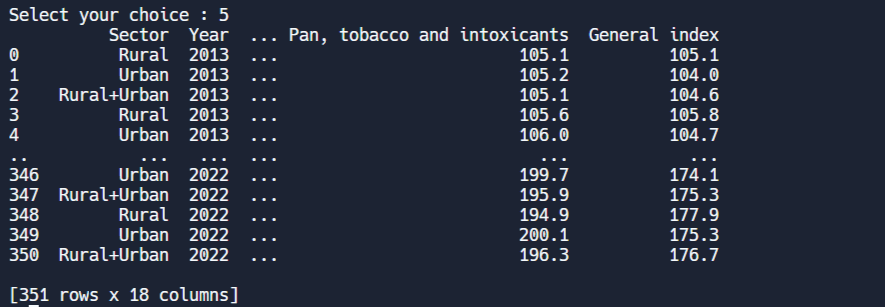 Select your choice : 5
Sector Year ... Pan, tobacco and intoxicants General index
0 Rural 2013 ... 105.1 105.1
1 Urban 2013 ... 105.2 104.0
2 Rural+Urban 2013 ... 105.1 104.6
3 Rural 2013 ... 105.6 105.8
4 Urban 2013 ... 106.0 104.7
.. ... ... ... ... ...
346 Urban 2022 ... 199.7 174.1
347 Rural+Urban 2022 ... 195.9 175.3
348 Rural 2022 ... 194.9 177.9
349 Urban 2022 ... 200.1 175.3
350 Rural+Urban 2022 ... 196.3 176.7
[351 rows x 18 columns]